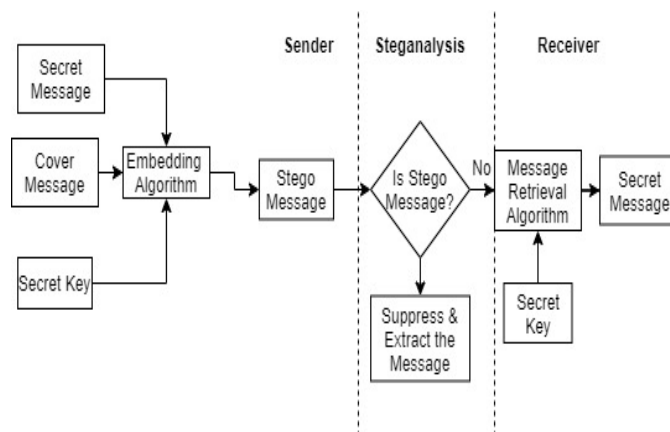 Sender
Steganalysis
Receiver
Secret
Message
Cover
Message
Secret Key
Embedding
Algorithm
Stego
Message
Is Stego
Message?
No
Suppress &
Extract the
Message
Message
Retrieval
Algorithm
Secret
Key
Secret
Message